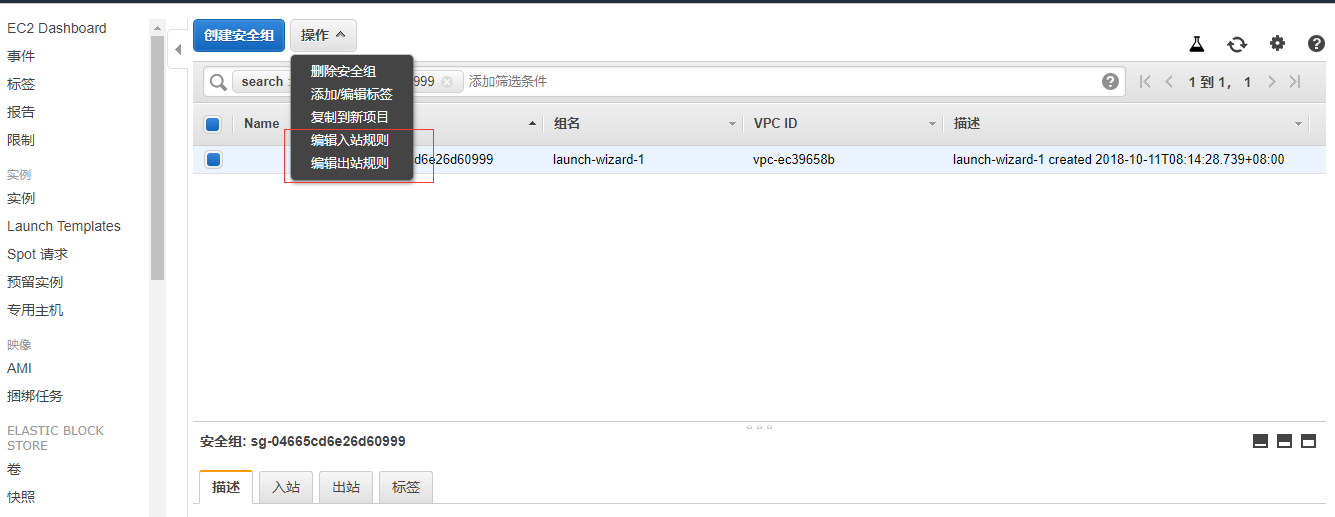 EC2 Dashboard
事件
标签
报告
限制
实例
实例
Launch Templates
Spot 请求
预留实例
专用主机
映像
AMI
捆绑任务
ELASTIC BLOCK
STORE
卷
快照
创建安全组 操作
删除安全组
添加/编辑标签
复制到新项目
编辑入站规则
编辑出站规则
search : 999 添加筛选条件
1 到 1， 1
Name 组名 VPC ID 描述
d6e26d60999 launch-wizard-1 vpc-ec39658b launch-wizard-1 created 2018-10-11T08:14:28.739+08:00
安全组: sg-04665cd6e26d60999
描述 入站 出站 标签